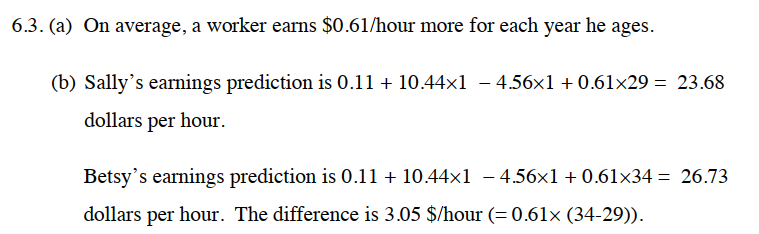 6.3. (a) On average, a worker earns $0.61/hour more for each year he ages.
(b) Sally’s earnings prediction is 0.11 + 10.44×1 − 4.56×1 + 0.61×29 = 23.68
dollars per hour.
Betsy’s earnings prediction is 0.11 + 10.44×1 − 4.56×1 + 0.61×34 = 26.73
dollars per hour. The difference is 3.05 $/hour (= 0.61× (34-29)).